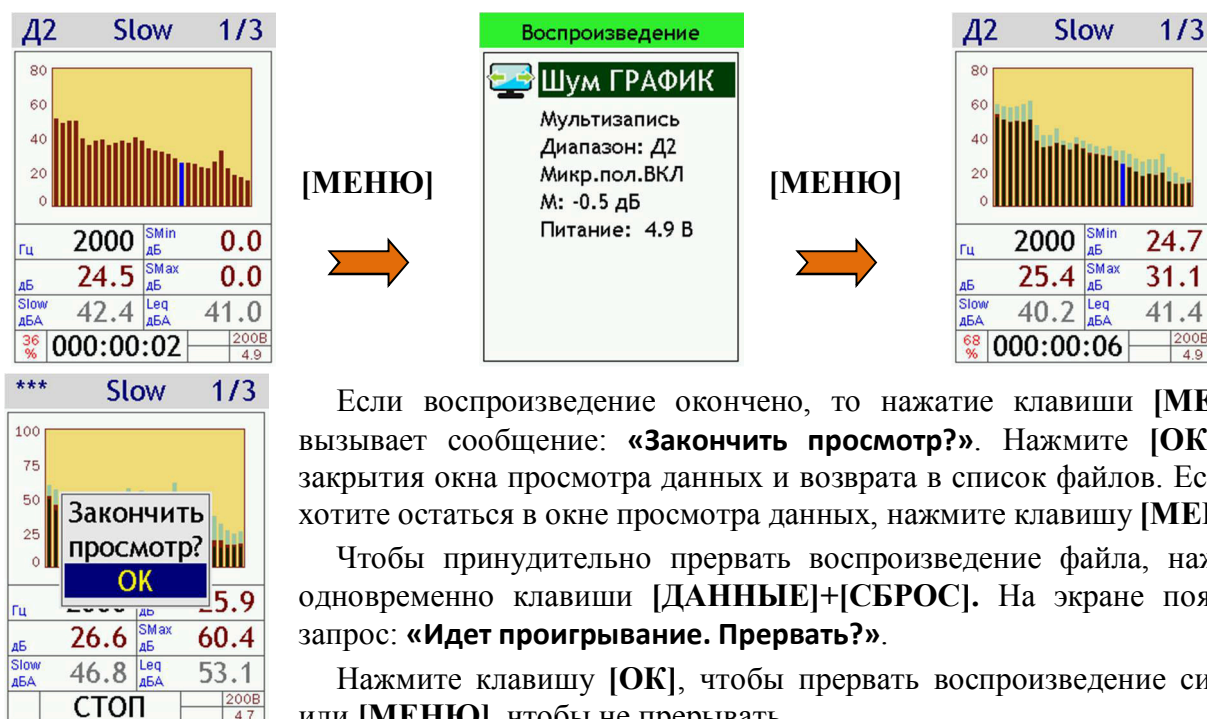 Д2 Slow 1/3
80
60
40
20
0
Гц 2000 SMin дБ 0.0
дБ 24.5 SMax дБ 0.0
Slow дБА 42.4 Leq дБА 41.0
36 % 000:00:02 200В 4.9
[МЕНЮ]
Воспроизведение
Шум ГРАФИК
Мультизапись
Диапазон: Д2
Микр.пол.ВКЛ
М: -0.5 дБ
Питание: 4.9 В
[МЕНЮ]
Д2 Slow 1/3
80
60
40
20
0
Гц 2000 SMin дБ 24.7
дБ 25.4 SMax дБ 31.1
Slow дБА 40.2 Leq дБА 41.4
68 % 000:00:06 200В 4.9
*** Slow 1/3
100
75
50
25
0
Закончить
просмотр?
ОК
Гц дБ 5.9
дБ 26.6 SMax дБ 60.4
Slow дБА 46.8 Leq дБА 53.1
СТОП 200В 4.7
Если воспроизведение окончено, то нажатие клавиши [МЕ
вызывает сообщение: «Закончить просмотр?». Нажмите [ОК
закрытия окна просмотра данных и возврата в список файлов. Ес
хотите остаться в окне просмотра данных, нажмите клавишу [МЕ
Чтобы принудительно прервать воспроизведение файла, наж
одновременно клавиши [ДАННЫЕ]+[СБРОС]. На экране поя
запрос: «Идет проигрывание. Прервать?».
Нажмите клавишу [ОК], чтобы прервать воспроизведение си
или [МЕНЮ], чтобы не прерывать